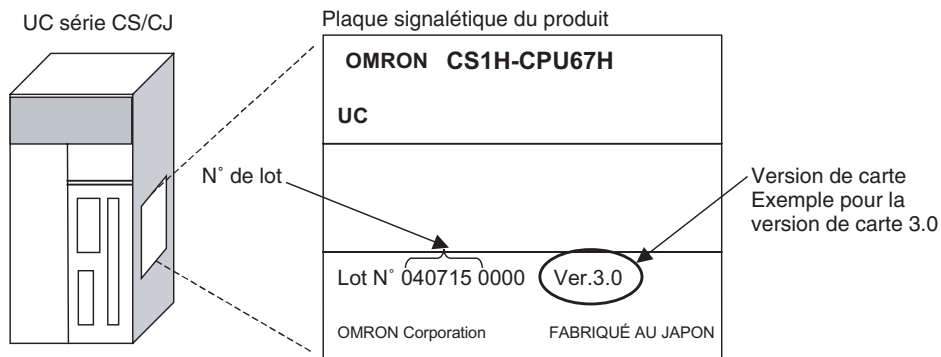 UC série CS/CJ
Plaque signalétique du produit
OMRON CS1H-CPU67H
UC
N˚ de lot
Version de carte
Exemple pour la
version de carte 3.0
Lot N˚ 040715 0000 Ver.3.0
OMRON Corporation FABRIQUÉ AU JAPON